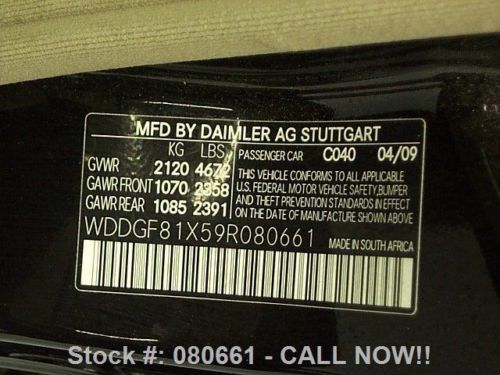 MFD BY DAIMLER AG STUTTGART
KG LBS PASSENGER CAR C040 04/09
GVWR 2120 4672 THIS VEHICLE CONFORMS TO ALL APPLICABLE
GAWR FRONT 1070 2358 U.S. FEDERAL MOTOR VEHICLE SAFETY,BUMPER
AND THEFT PREVENTION STANDARDS IN EFFECT
GAWR REAR 1085 2391 ON THE DATE OF MANUFACTURE SHOWN ABOVE
WDDGF81X59R080661 MADE IN SOUTH AFRICA
Stock #: 080661 - CALL NOW!!